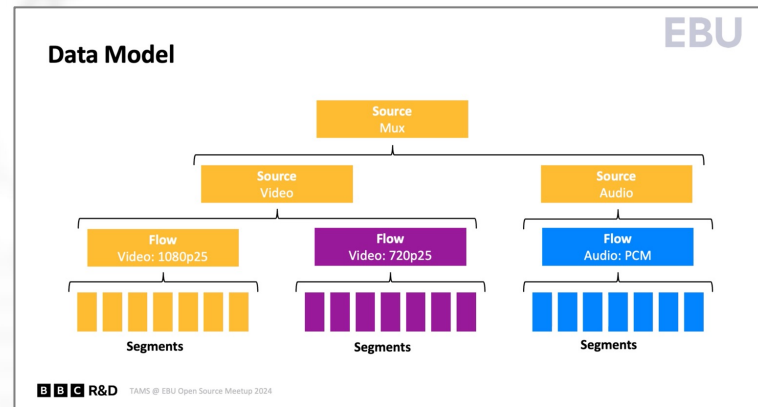 EBU
Data Model
Source
Mux
Source
Video
Source
Audio
Flow
Video: 1080p25
Flow
Video: 720p25
Flow
Audio: PCM
Segments
Segments
Segments
BBC R&D TAMS @ EBU Open Source Meetup 2024